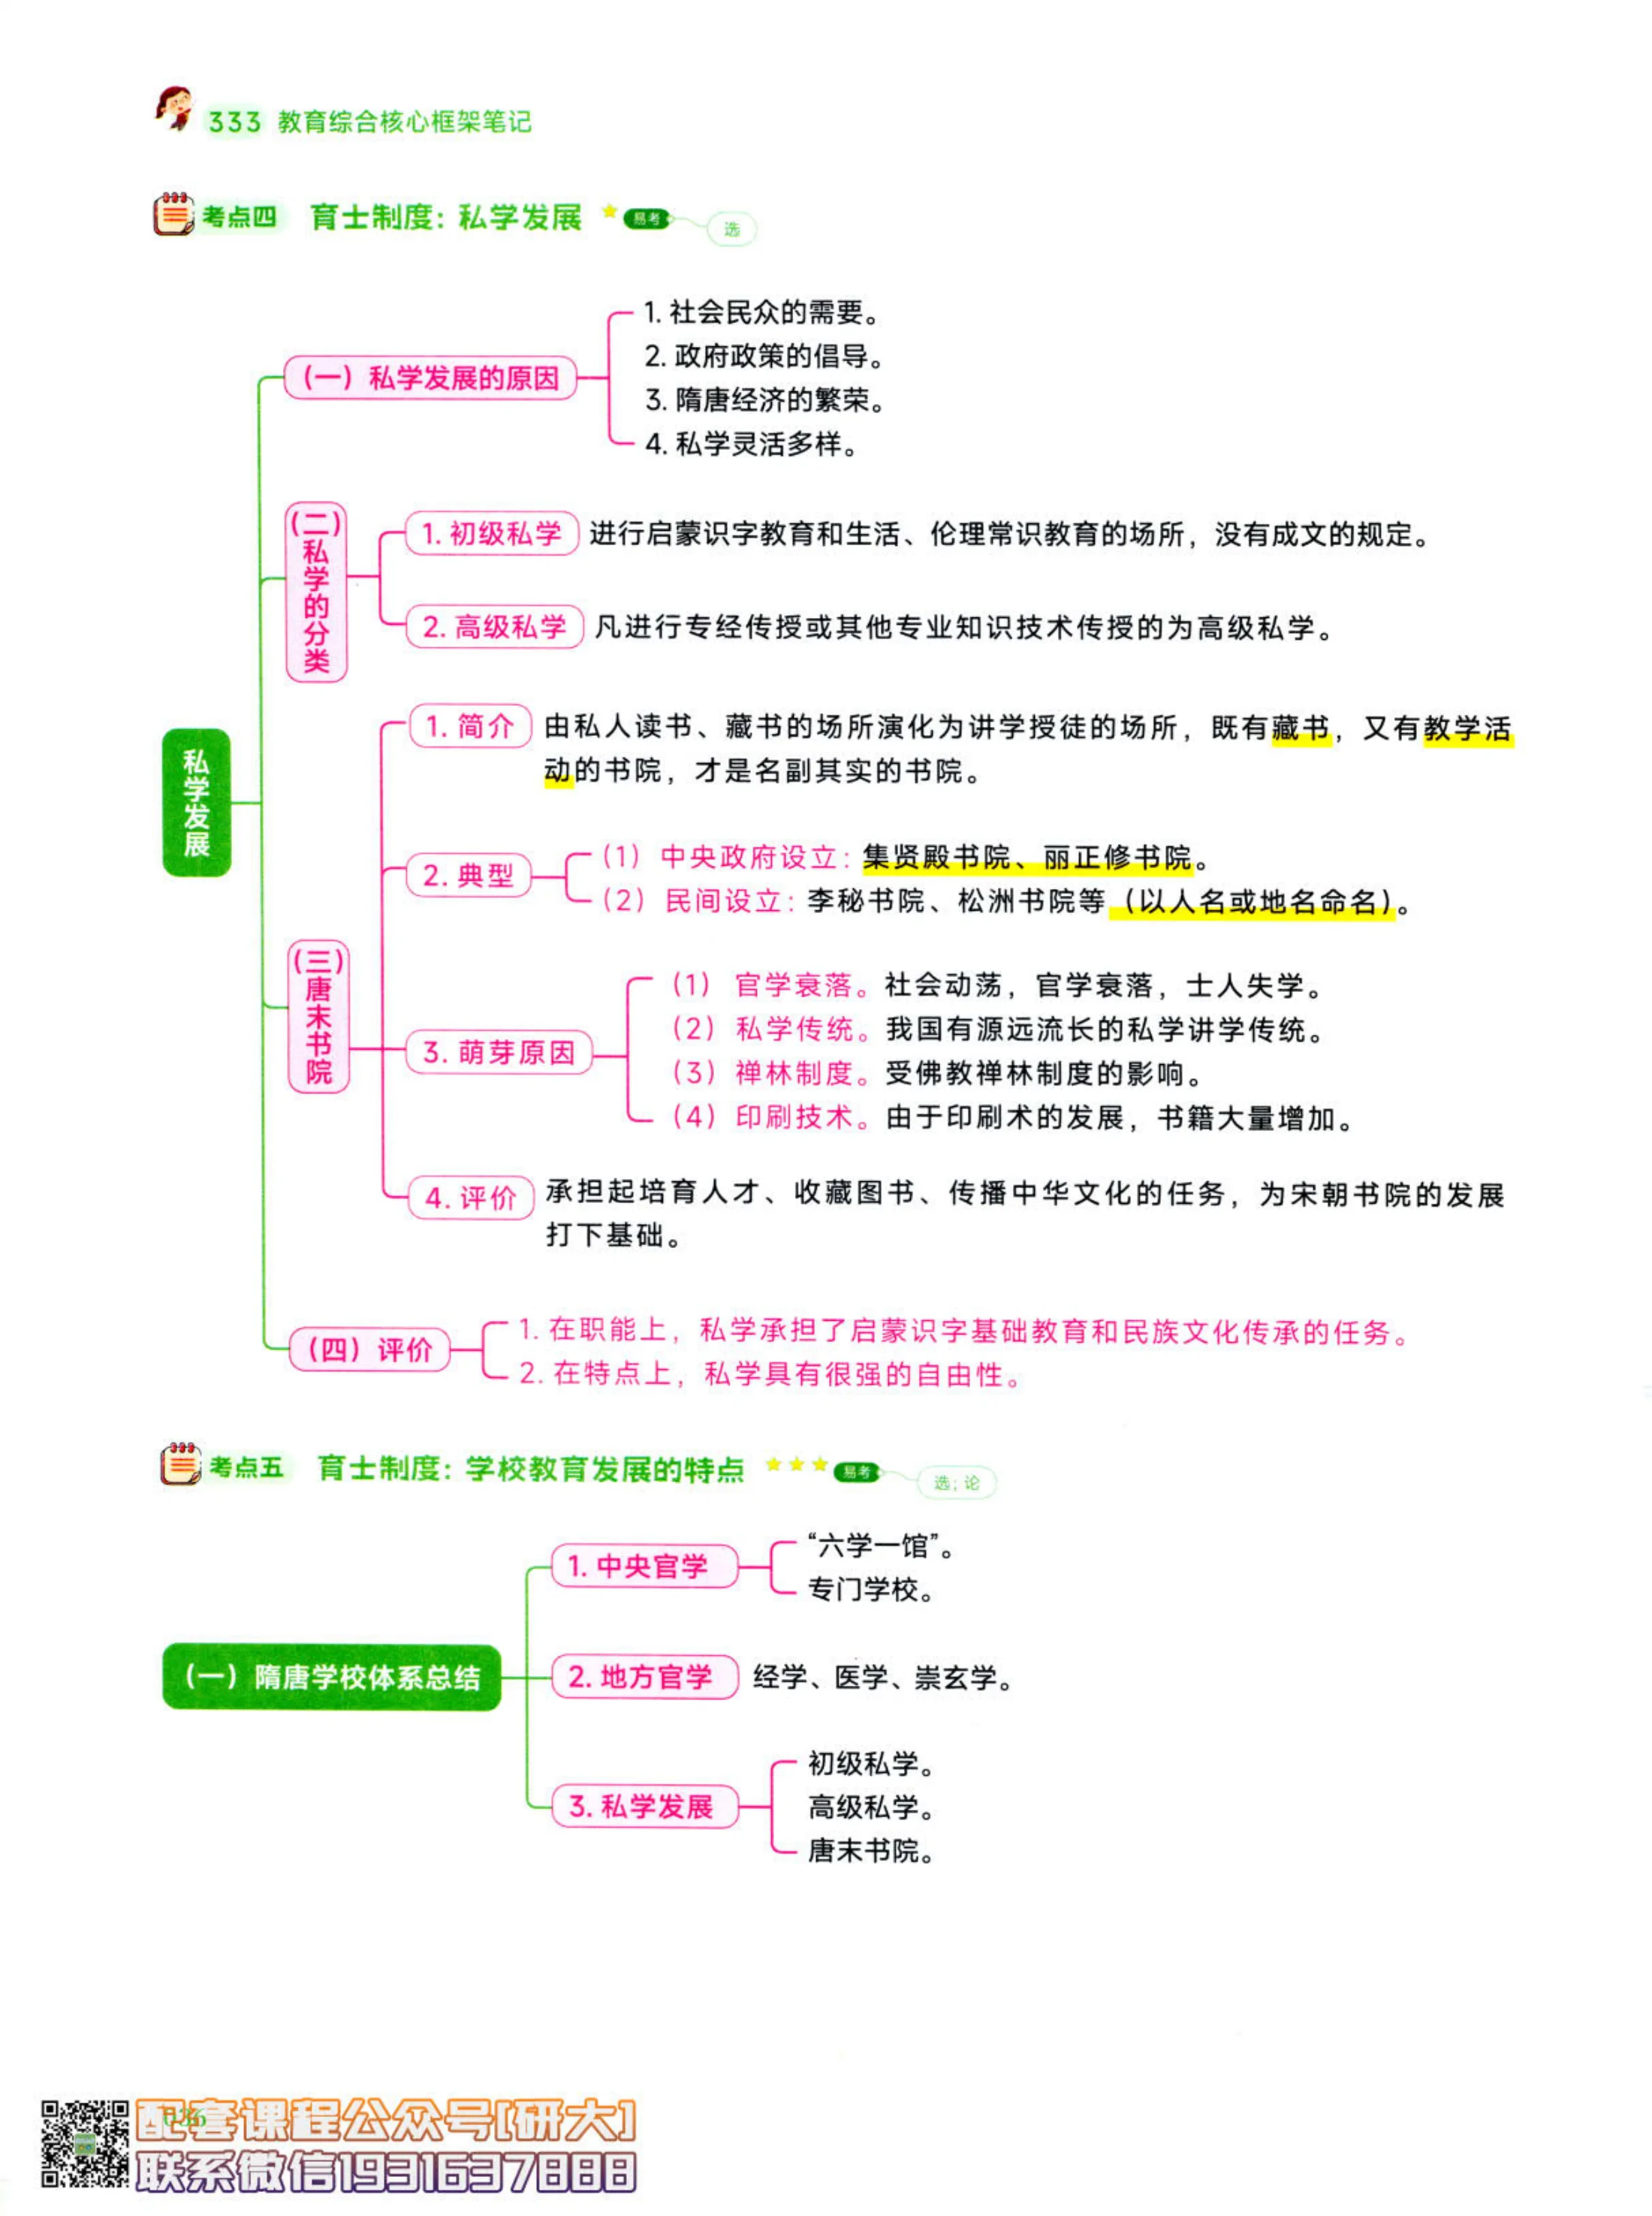 333 教育综合核心框架笔记
考点四 育士制度：私学发展 易考 选
私学发展
（一）私学发展的原因
1. 社会民众的需要。
2. 政府政策的倡导。
3. 隋唐经济的繁荣。
4. 私学灵活多样。
（二）私学的分类
1. 初级私学 进行启蒙识字教育和生活、伦理常识教育的场所，没有成文的规定。
2. 高级私学 凡进行专经传授或其他专业知识技术传授的为高级私学。
（三）唐末书院
1. 简介 由私人读书、藏书的场所演化为讲学授徒的场所，既有藏书，又有教学活
动的书院，才是名副其实的书院。
2. 典型
（1）中央政府设立：集贤殿书院、丽正修书院。
（2）民间设立：李秘书院、松洲书院等（以人名或地名命名）。
3. 萌芽原因
（1）官学衰落。社会动荡，官学衰落，士人失学。
（2）私学传统。我国有源远流长的私学讲学传统。
（3）禅林制度。受佛教禅林制度的影响。
（4）印刷技术。由于印刷术的发展，书籍大量增加。
4. 评价 承担起培育人才、收藏图书、传播中华文化的任务，为宋朝书院的发展
打下基础。
（四）评价
1. 在职能上，私学承担了启蒙识字基础教育和民族文化传承的任务。
2. 在特点上，私学具有很强的自由性。
考点五 育士制度：学校教育发展的特点 易考 选；论
（一）隋唐学校体系总结
1. 中央官学
“六学一馆”。
专门学校。
2. 地方官学 经学、医学、崇玄学。
3. 私学发展
初级私学。
高级私学。
唐末书院。
036
配套课程公众号[研大]
联系微信1931637888